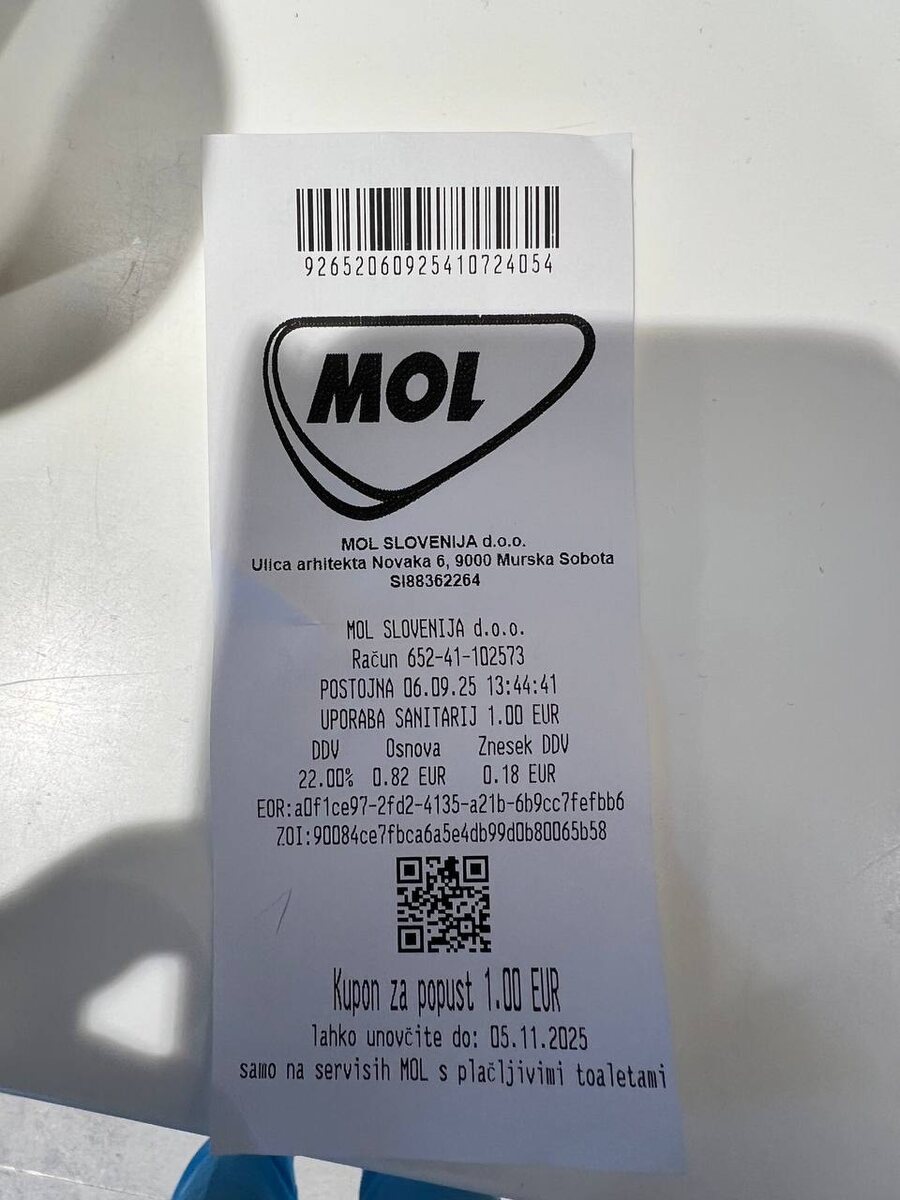 92652060925410724054
MOL
MOL SLOVENIJA d.o.o.
Ulica arhitekta Novaka 6, 9000 Murska Sobota
SI88362264
MOL SLOVENIJA d.o.o.
Račun 652-41-102573
POSTOJNA 06.09.25 13:44:41
UPORABA SANITARIJ 1.00 EUR
DDV Osnova Znesek DDV
22.00% 0.82 EUR 0.18 EUR
EOR:a0f1ce97-2fd2-4135-a21b-6b9cc7fefbb6
ZOI:90084ce7fbca6a5e4db99d0b80065b58
Kupon za popust 1.00 EUR
lahko unovčite do: 05.11.2025
samo na servisih MOL s plačljivimi toaletami